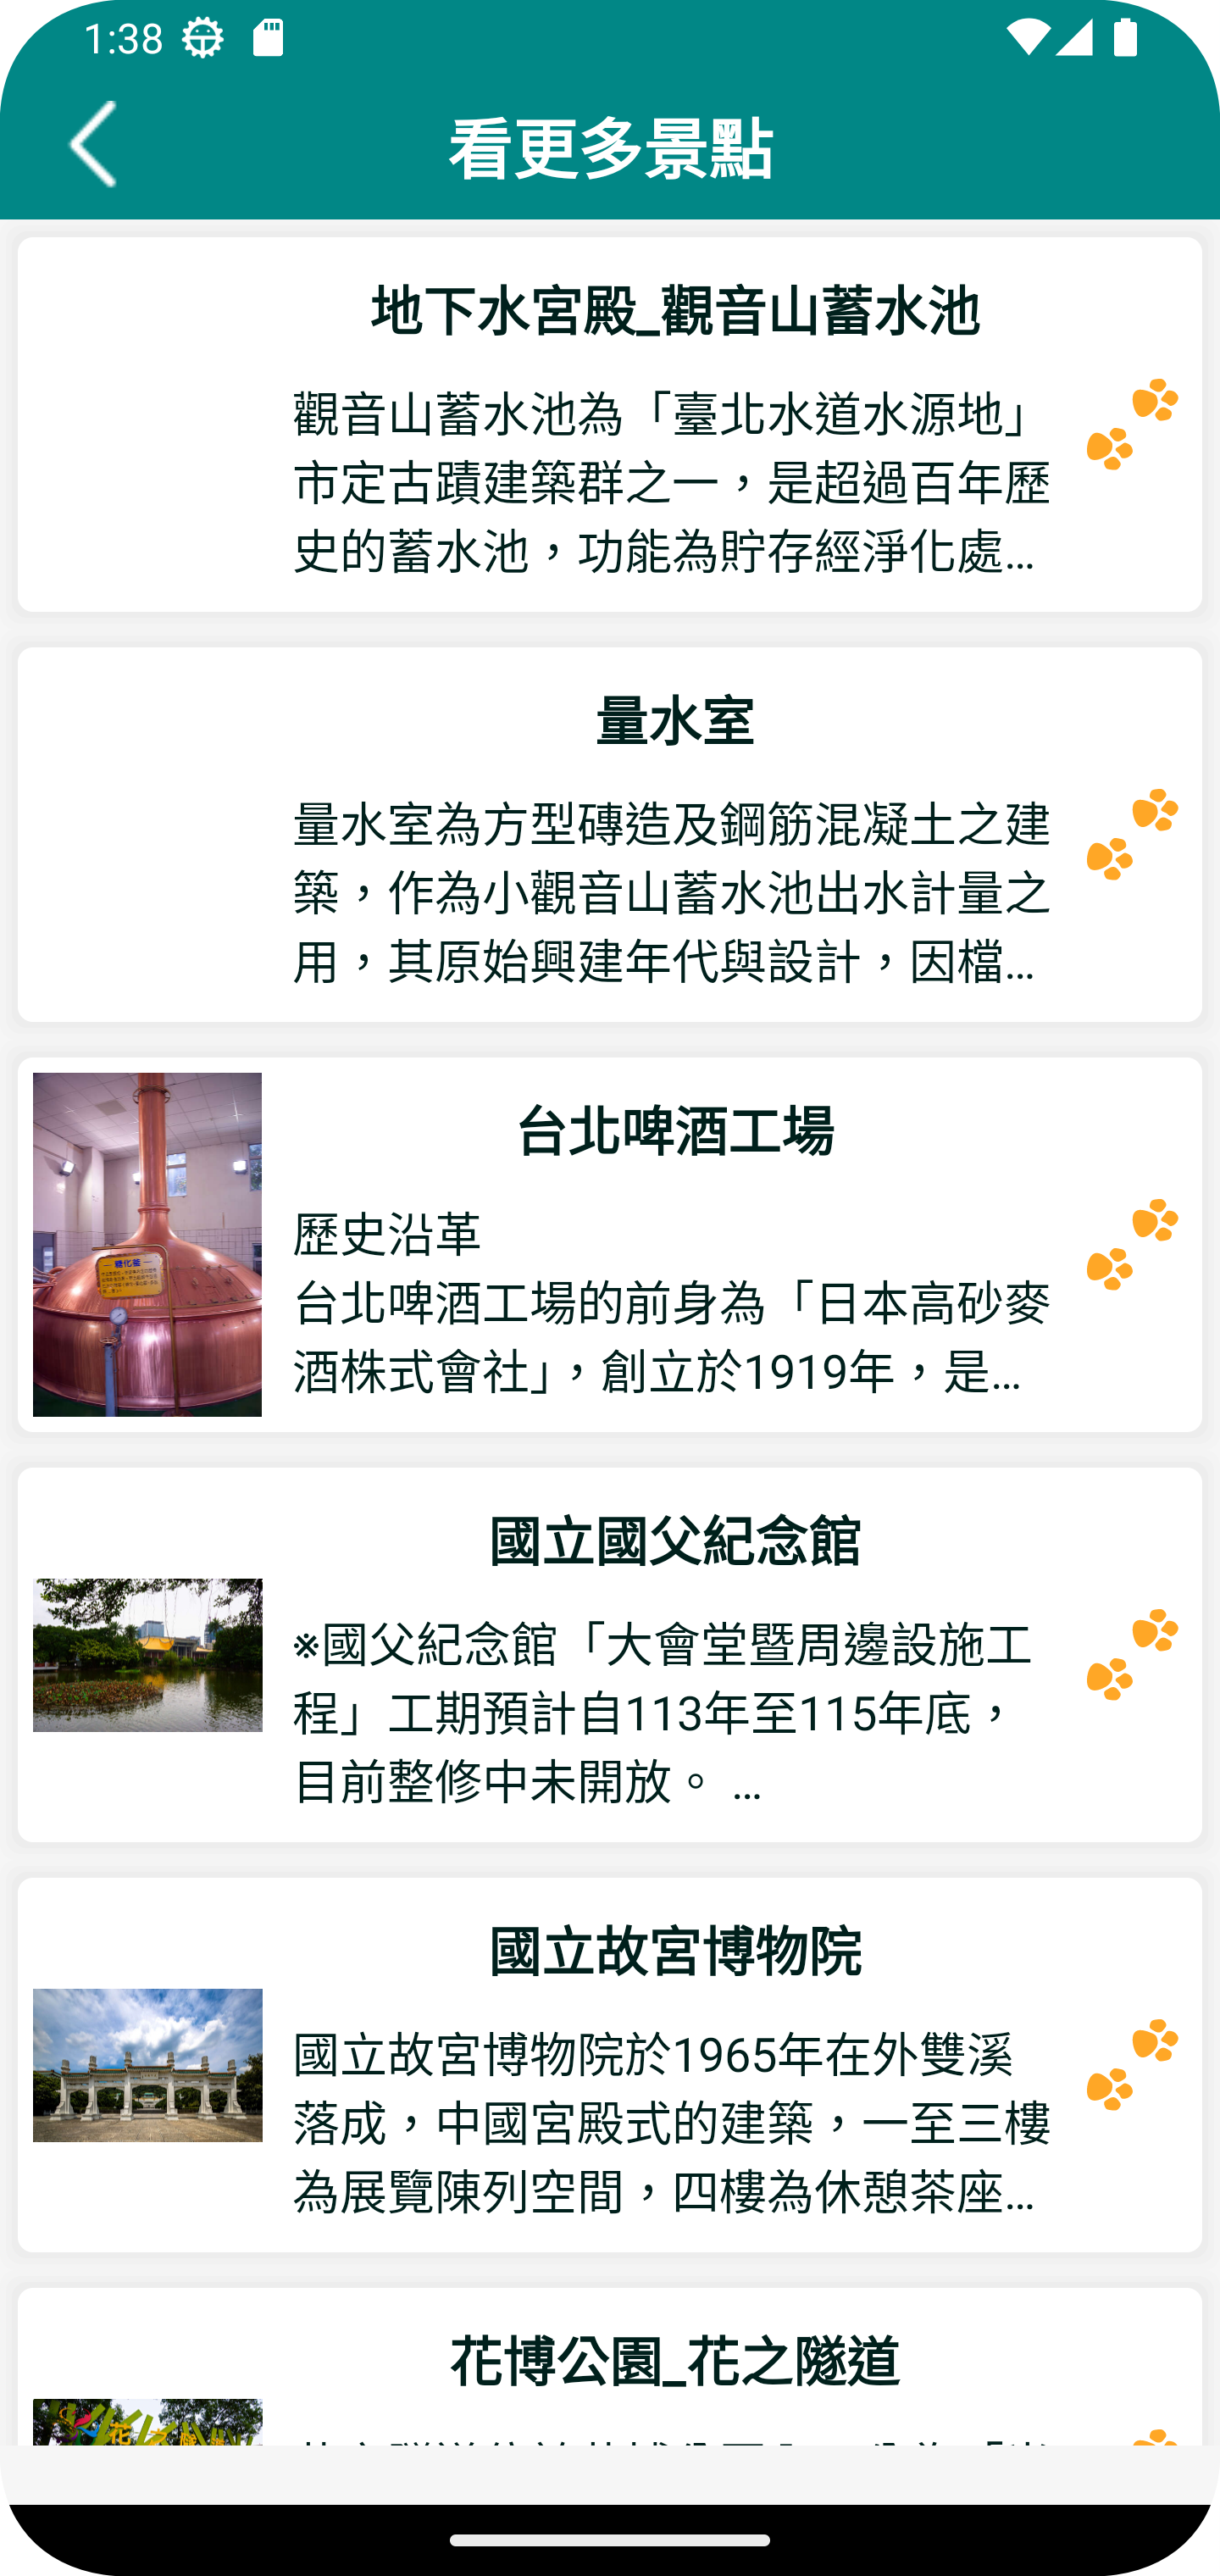 1:38
看更多景點
地下水宮殿_觀音山蓄水池
觀音山蓄水池為「臺北水道水源地」
市定古蹟建築群之一，是超過百年歷
史的蓄水池，功能為貯存經淨化處...
量水室
量水室為方型磚造及鋼筋混凝土之建
築，作為小觀音山蓄水池出水計量之
用，其原始興建年代與設計，因檔...
台北啤酒工場
歷史沿革
台北啤酒工場的前身為「日本高砂麥
酒株式會社」，創立於1919年，是...
糖化釜
國立國父紀念館
※國父紀念館「大會堂暨周邊設施工
程」工期預計自113年至115年底，
目前整修中未開放。 ...
國立故宮博物院
國立故宮博物院於1965年在外雙溪
落成，中國宮殿式的建築，一至三樓
為展覽陳列空間，四樓為休憩茶座...
花博公園_花之隧道